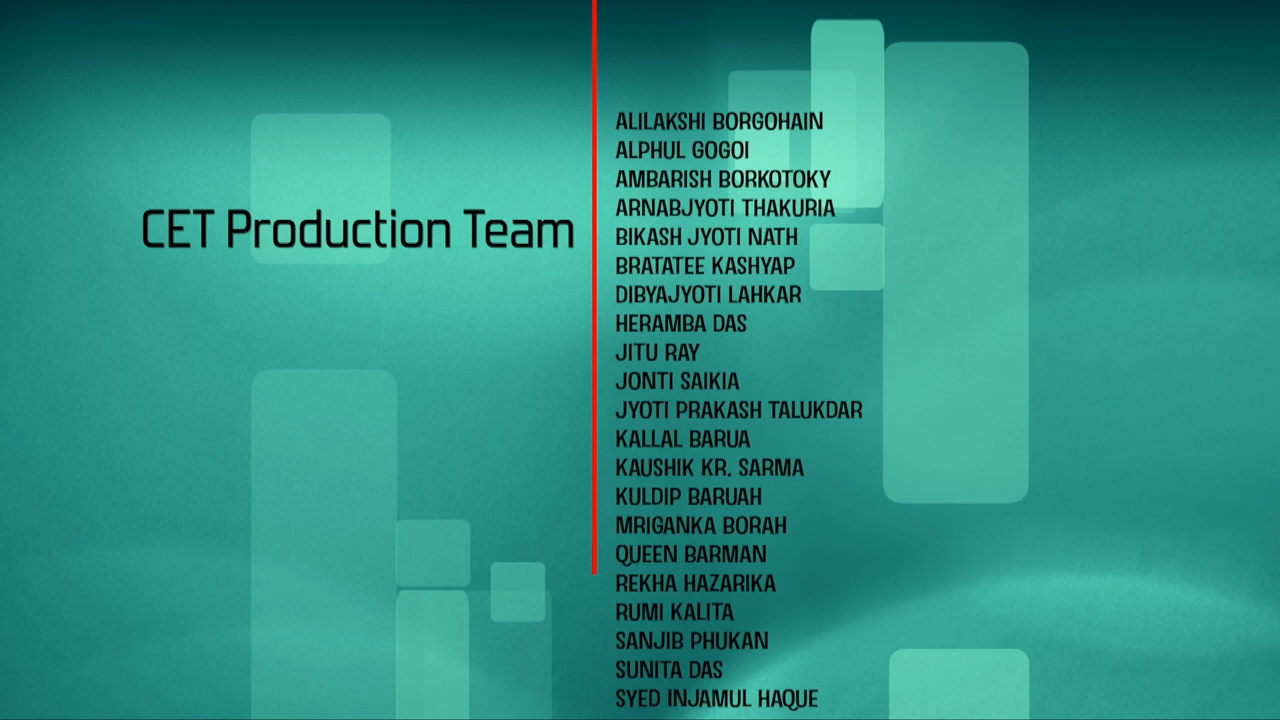 CET Production Team
ALILAKSHI BORGOHAIN
ALPHUL GOGOI
AMBARISH BORKOTOKY
ARNABJYOTI THAKURIA
BIKASH JYOTI NATH
BRATATEE KASHYAP
DIBYAJYOTI LAHKAR
HERAMBA DAS
JITU RAY
JONTI SAIKIA
JYOTI PRAKASH TALUKDAR
KALLAL BARUA
KAUSHIK KR. SARMA
KULDIP BARUAH
MRIGANKA BORAH
QUEEN BARMAN
REKHA HAZARIKA
RUMI KALITA
SANJIB PHUKAN
SUNITA DAS
SYED INJAMUL HAQUE